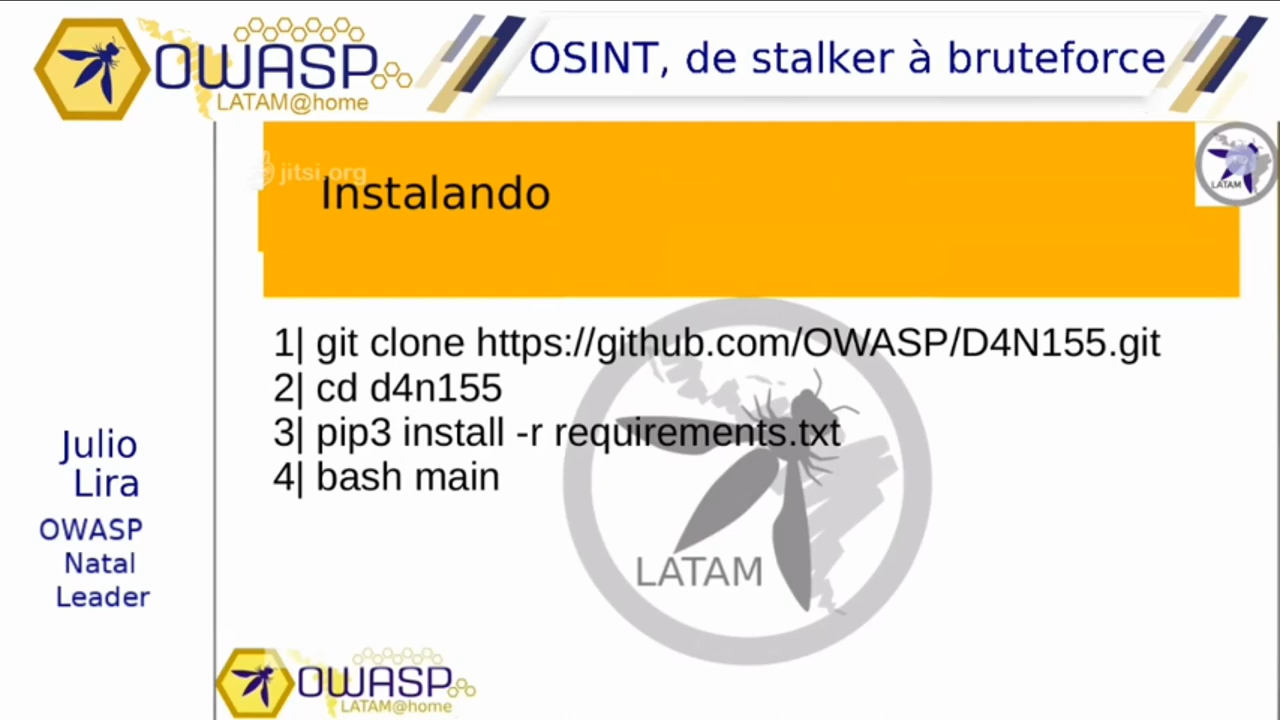 OWASP
LATAM@home
OSINT, de stalker à bruteforce
jitsi.org
Instalando
LATAM
1| git clone https://github.com/OWASP/D4N155.git
2| cd d4n155
3| pip3 install -r requirements.txt
4| bash main
LATAM
Julio
Lira
OWASP
Natal
Leader
OWASP
LATAM@home